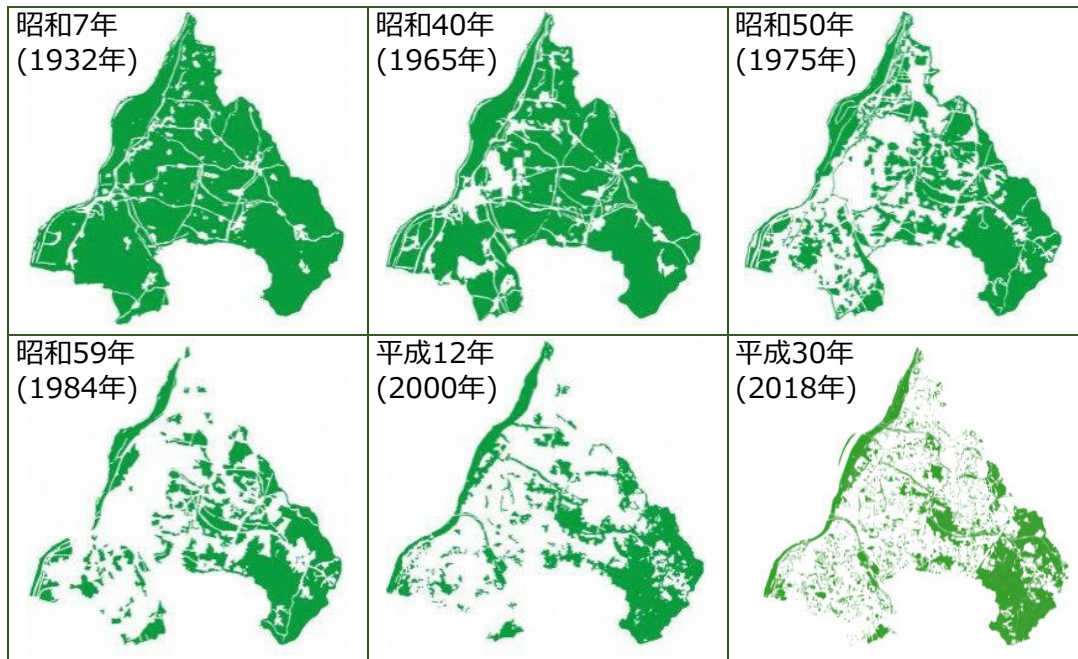 昭和7年
(1932年)
昭和40年
(1965年)
昭和50年
(1975年)
昭和59年
(1984年)
平成12年
(2000年)
平成30年
(2018年)